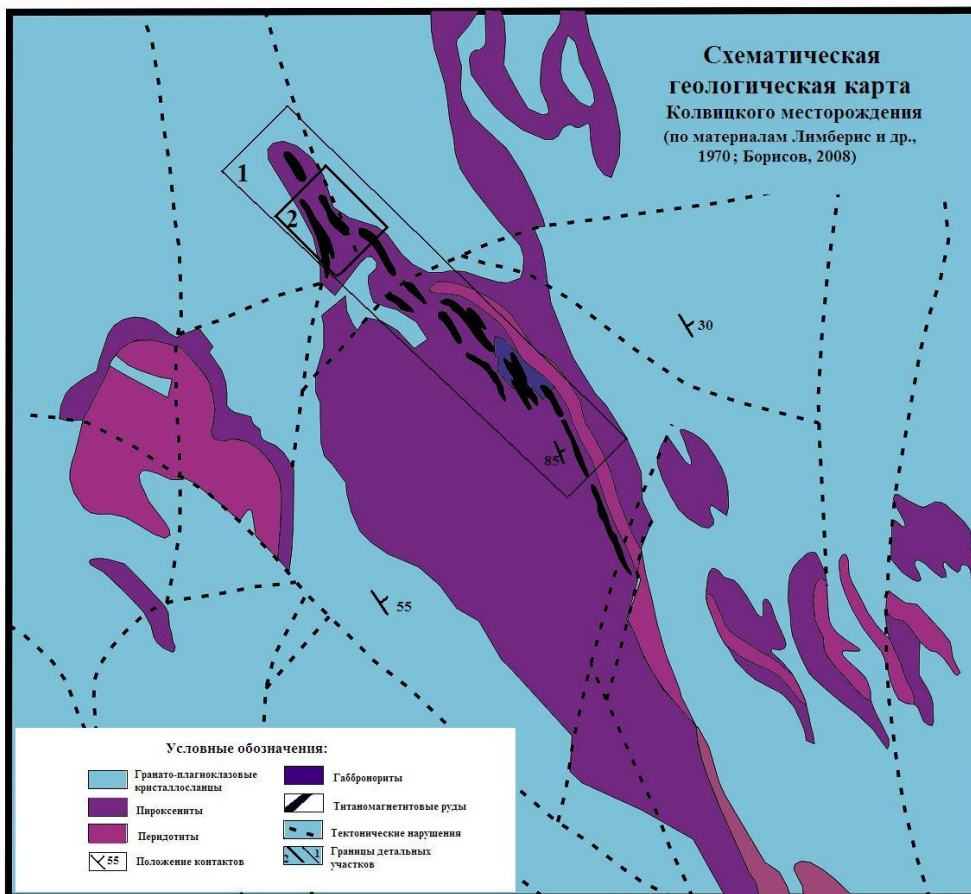 Схематическая
геологическая карта
Колвицкого месторождения
(по материалам Лимберис и др.,
1970; Борисов, 2008)
1
2
30
85
55
Условные обозначения:
Гранато-плагноклазовые
кристаллосланцы
Пироксениты
Перидотиты
55
Положение контактов
Габбронориты
Титаномагнетитовые руды
Тектонические нарушения
2 1
Границы детальных
участков